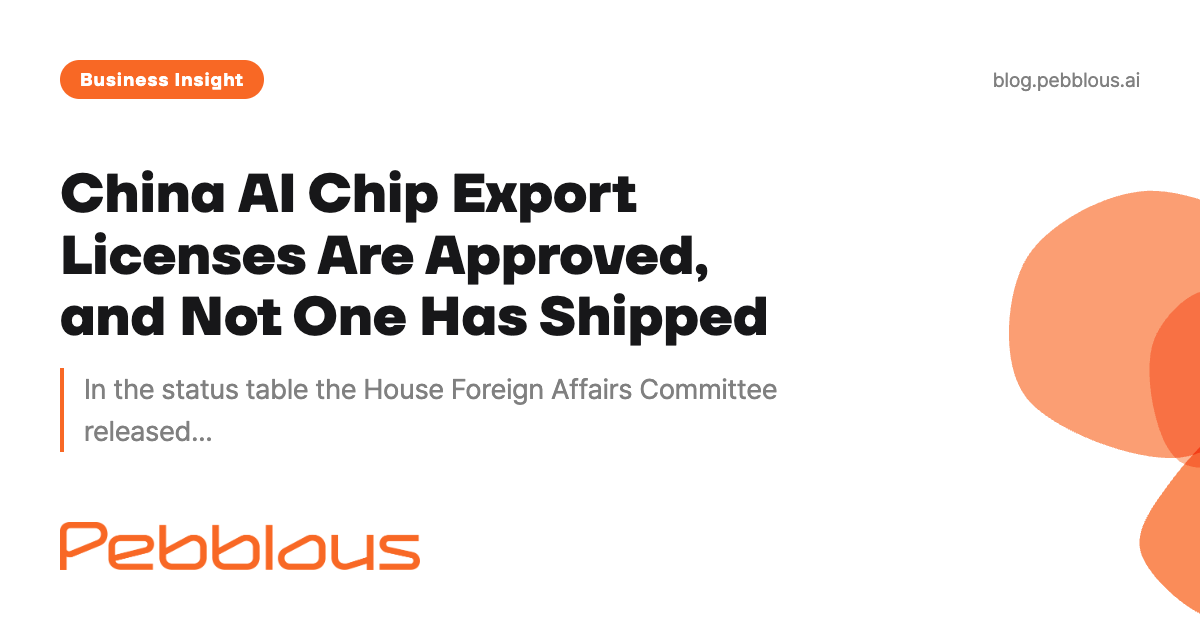 Business Insight
blog.pebblous.ai
China AI Chip Export
Licenses Are Approved,
and Not One Has Shipped
In the status table the House Foreign Affairs Committee
released...
Pebblous